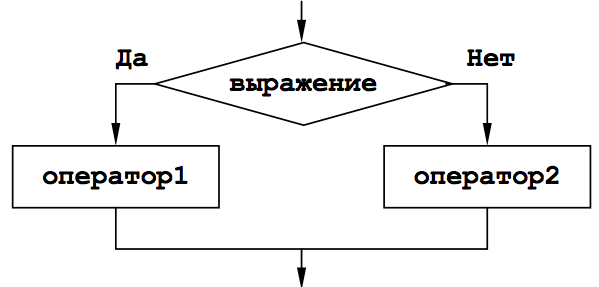 Да
Нет
выражение
оператор1
оператор2